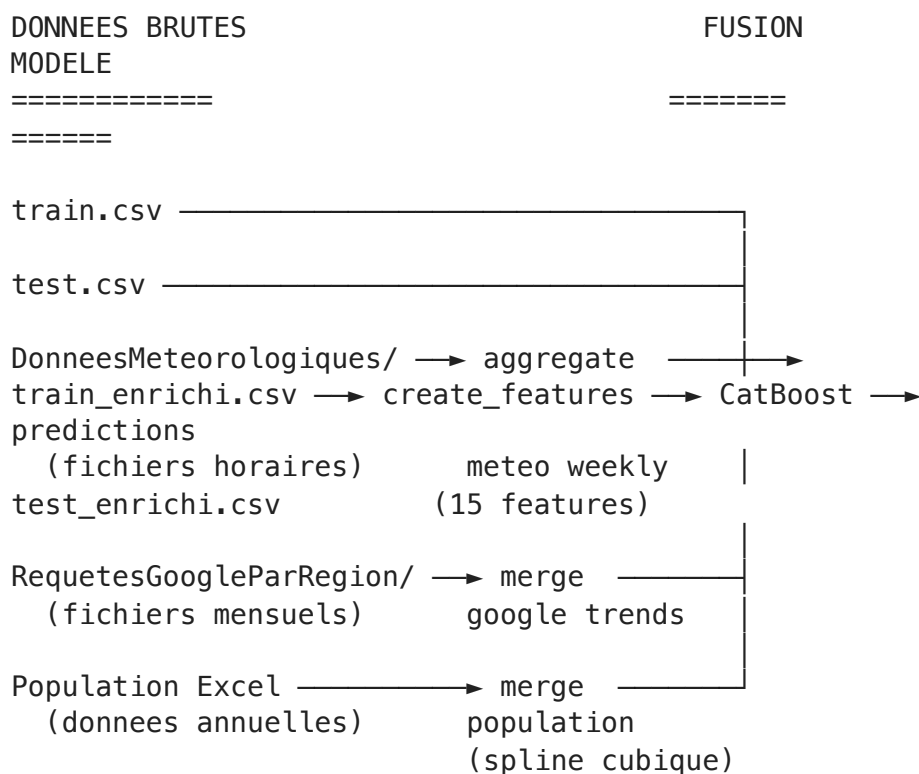 DONNEES BRUTES FUSION
MODELE
============ =======
======
train.csv
test.csv
DonneesMeteorologiques/ → aggregate →
train_enrichi.csv → create_features → CatBoost →
predictions
(fichiers horaires) meteo weekly
test_enrichi.csv (15 features)
RequetesGoogleParRegion/ → merge
(fichiers mensuels) google trends
Population Excel → merge
(donnees annuelles) population
(spline cubique)